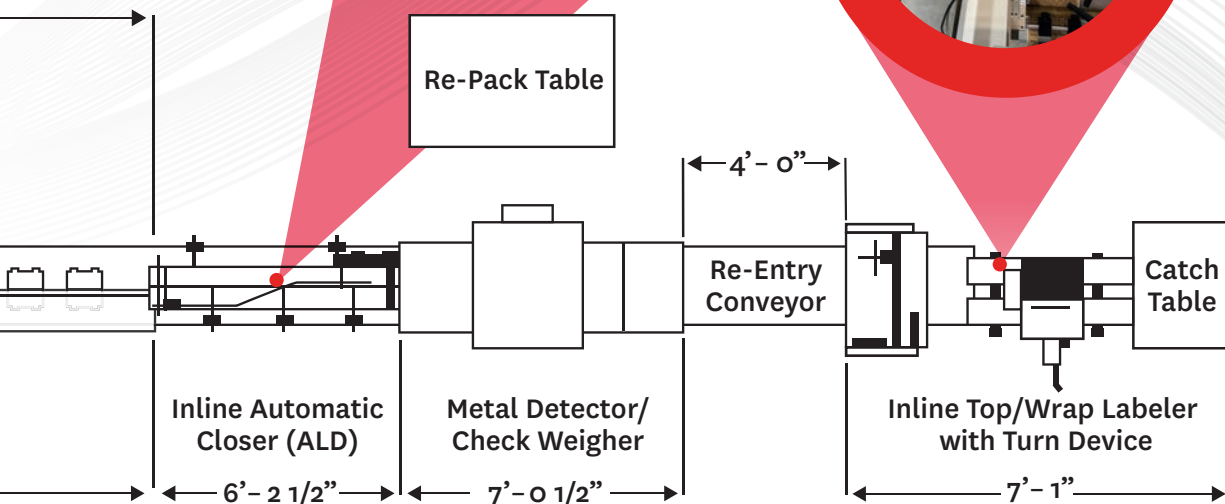 Re-Pack Table
4’– 0”
Re-Entry
Conveyor
Catch
Table
Inline Automatic
Closer (ALD)
Metal Detector/
Check Weigher
Inline Top/Wrap Labeler
with Turn Device
6’– 2 1/2”
7’– 0 1/2”
7’– 1”